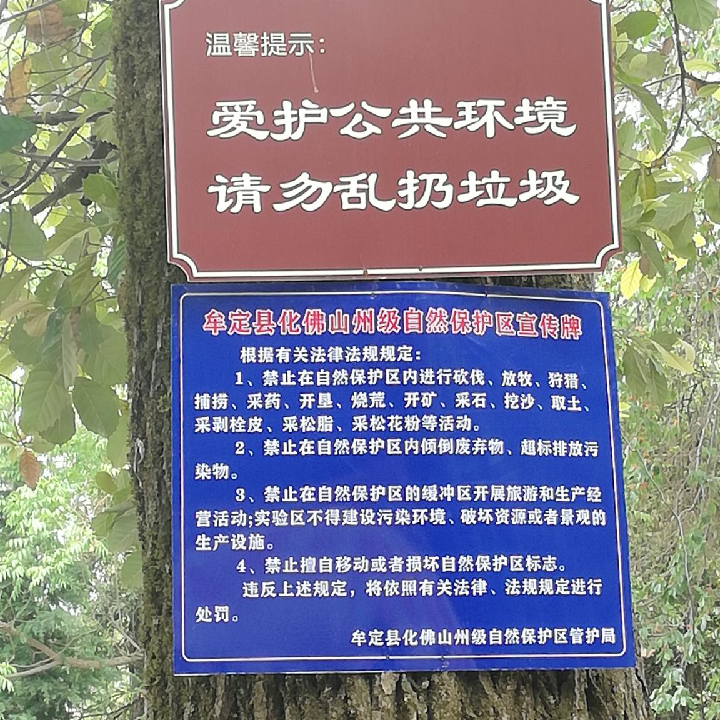 温馨提示：
爱护公共环境
请勿乱扔垃圾
牟定县化佛山州级自然保护区宣传牌
根据有关法律法规规定：
1、禁止在自然保护区内进行砍伐、放牧、狩猎、
捕捞、采药、开垦、烧荒、开矿、采石、挖沙、取土、
采剥栓皮、采松脂、采松花粉等活动。
2、禁止在自然保护区内倾倒废弃物、超标排放污
染物。
3、禁止在自然保护区的缓冲区开展旅游和生产经
营活动;实验区不得建设污染环境、破坏资源或者景观的
生产设施。
4、禁止擅自移动或者损坏自然保护区标志。
违反上述规定，将依照有关法律、法规规定进行
处罚。
牟定县化佛山州级自然保护区管护局